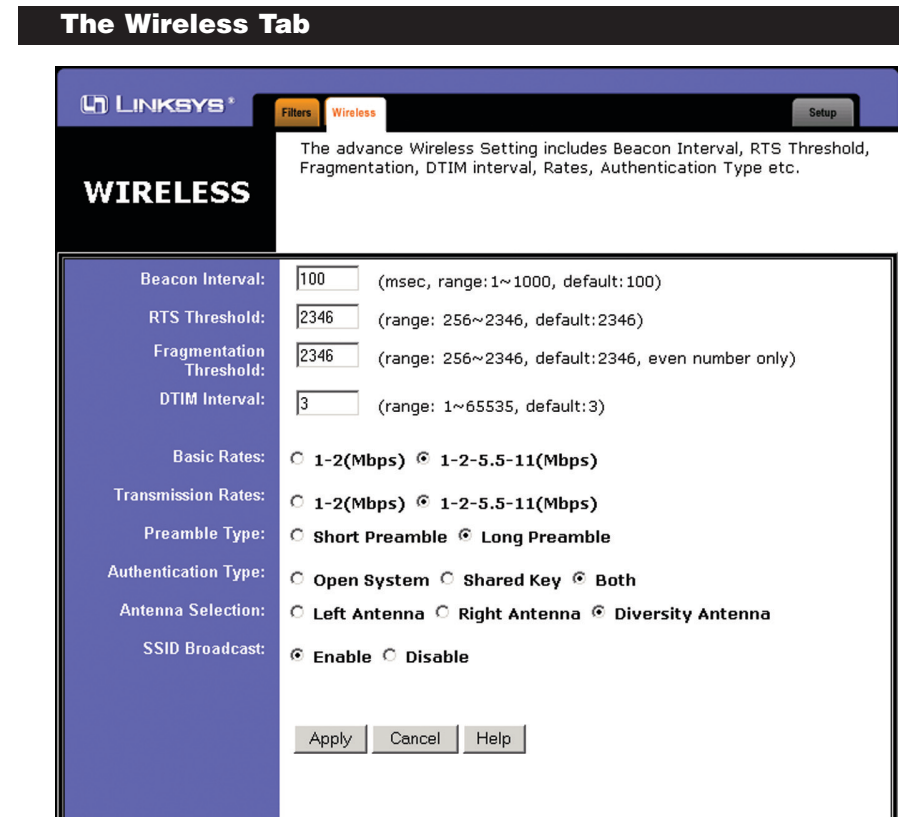 The Wireless Tab
LINKSYS®
Filters
Wireless
Setup
WIRELESS
The advance Wireless Setting includes Beacon Interval, RTS Threshold,
Fragmentation, DTIM interval, Rates, Authentication Type etc.
Beacon Interval: 100 (msec, range:1~1000, default:100)
RTS Threshold: 2346 (range: 256~2346, default:2346)
Fragmentation
Threshold: 2346 (range: 256~2346, default:2346, even number only)
DTIM Interval: 3 (range: 1~65535, default:3)
Basic Rates: 1-2(Mbps) 1-2-5.5-11(Mbps)
Transmission Rates: 1-2(Mbps) 1-2-5.5-11(Mbps)
Preamble Type: Short Preamble Long Preamble
Authentication Type: Open System Shared Key Both
Antenna Selection: Left Antenna Right Antenna Diversity Antenna
SSID Broadcast: Enable Disable
Apply Cancel Help